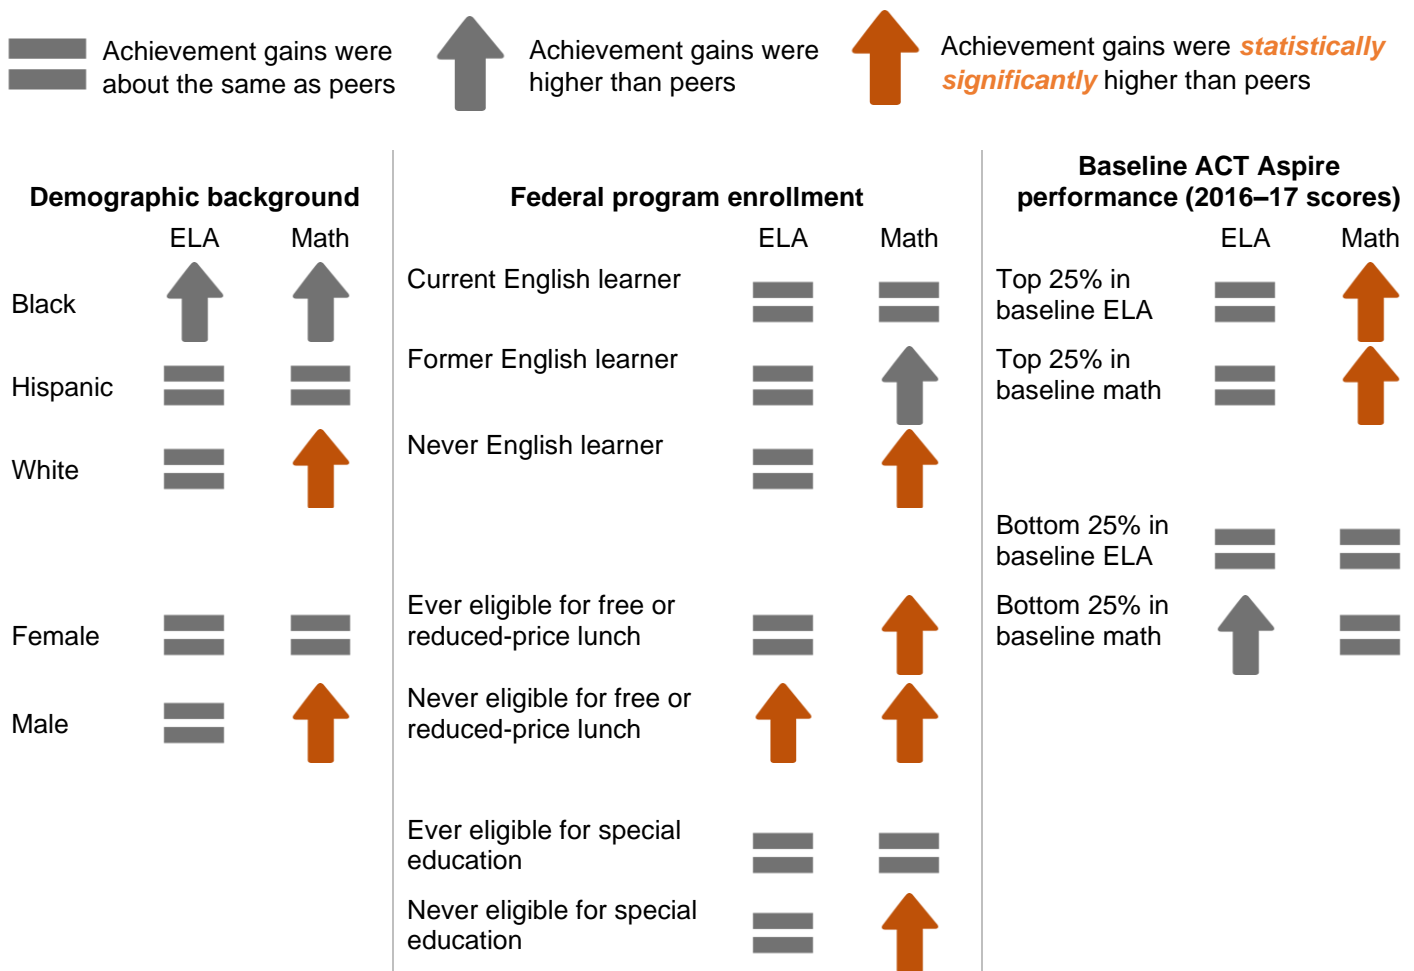 Achievement gains were
about the same as peers
Achievement gains were
higher than peers
Achievement gains were statistically
significantly higher than peers
Demographic background
ELA Math
Black
Hispanic
White
Female
Male
Federal program enrollment
ELA Math
Current English learner
Former English learner
Never English learner
Ever eligible for free or
reduced-price lunch
Never eligible for free or
reduced-price lunch
Ever eligible for special
education
Never eligible for special
education
Baseline ACT Aspire
performance (2016–17 scores)
ELA Math
Top 25% in
baseline ELA
Top 25% in
baseline math
Bottom 25% in
baseline ELA
Bottom 25% in
baseline math